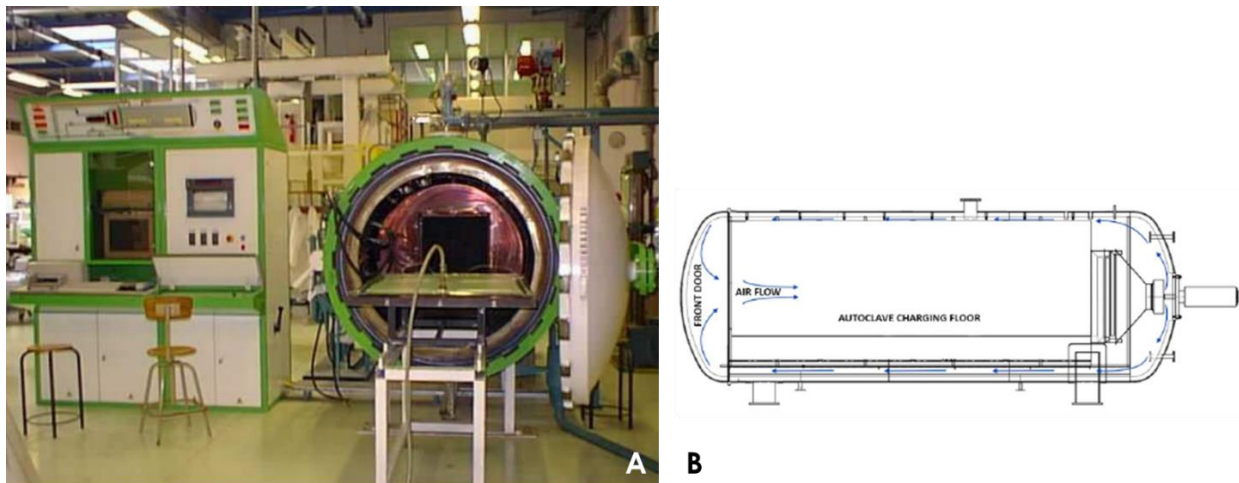 A
B
FRONT DOOR
AIR FLOW
AUTOCLAVE CHARGING FLOOR